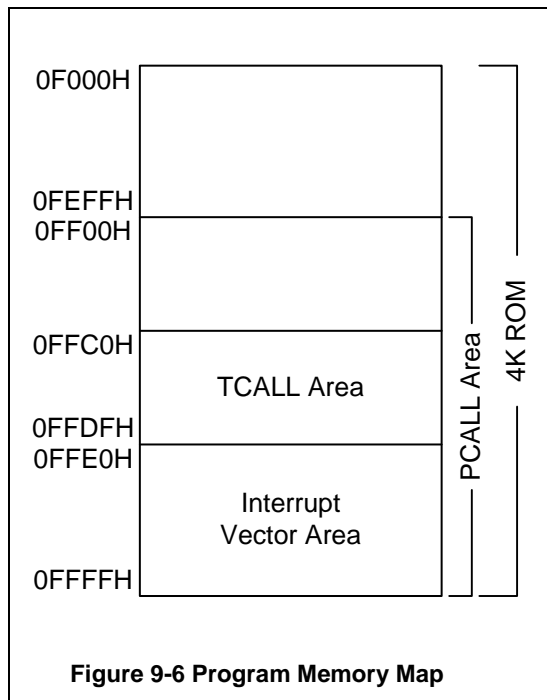 0F000H
0FEFFH
0FF00H
0FFC0H
TCALL Area
0FFDFH
0FFE0H
Interrupt
Vector Area
0FFFFH
PCALL Area
4K ROM
Figure 9-6 Program Memory Map